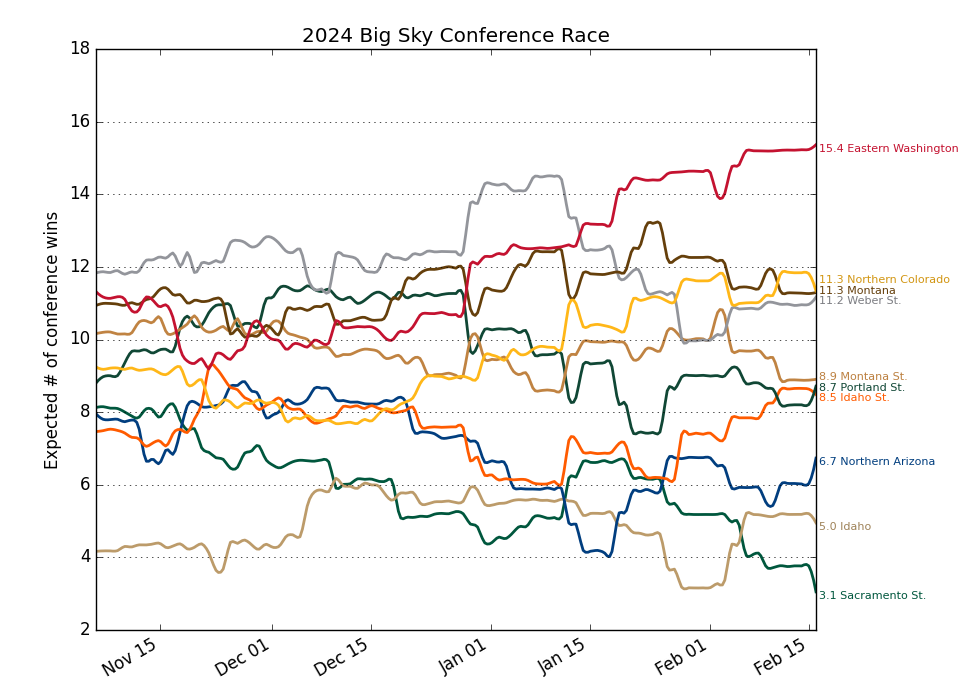 2024 Big Sky Conference Race
Expected # of conference wins
18
16
14
12
10
8
6
4
2
15.4 Eastern Washington
11.3 Northern Colorado
11.3 Montana
11.2 Weber St.
8.9 Montana St.
8.7 Portland St.
8.5 Idaho St.
6.7 Northern Arizona
5.0 Idaho
3.1 Sacramento St.
Nov 15
Dec 01
Dec 15
Jan 01
Jan 15
Feb 01
Feb 15